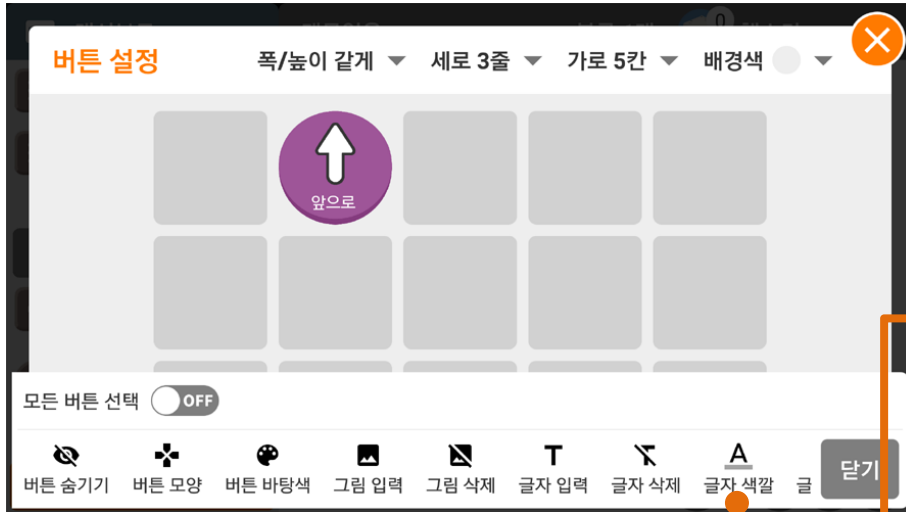 버튼 설정 폭/높이 같게 세로 3줄 가로 5칸 배경색
앞으로
모든 버튼 선택 OFF
버튼 숨기기 버튼 모양 버튼 바탕색 그림 입력 그림 삭제 글자 입력 글자 삭제 글자 색깔 글 닫기